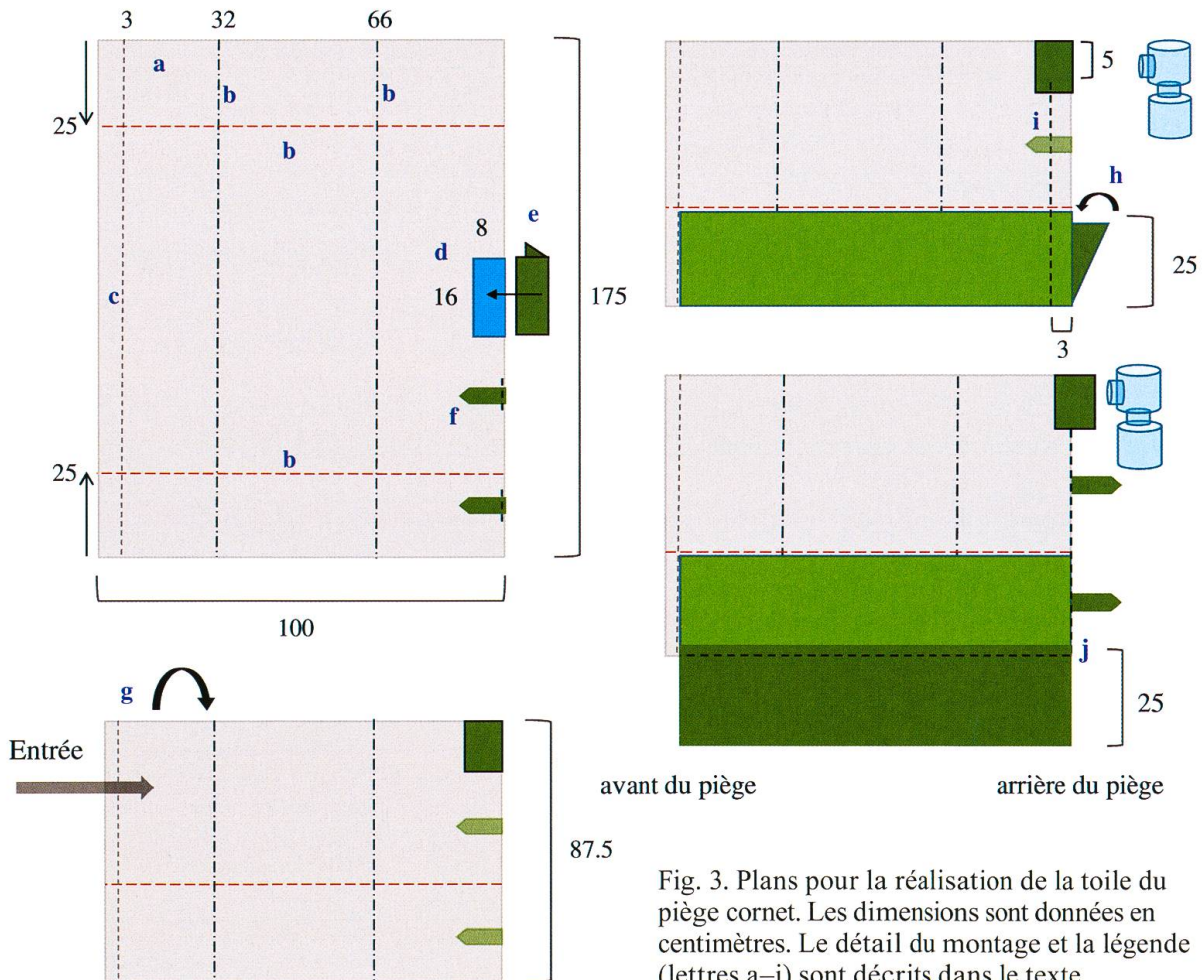 3 32 66
a
b b
25
b
e
8
d
16
c
175
f
b
25
100
g
Entrée
87.5
5
i
h
25
3
j
25
avant du piège arrière du piège
Fig. 3. Plans pour la réalisation de la toile du
piège cornet. Les dimensions sont données en
centimètres. Le détail du montage et la légende
(lettres a–i) sont décrits dans le texte